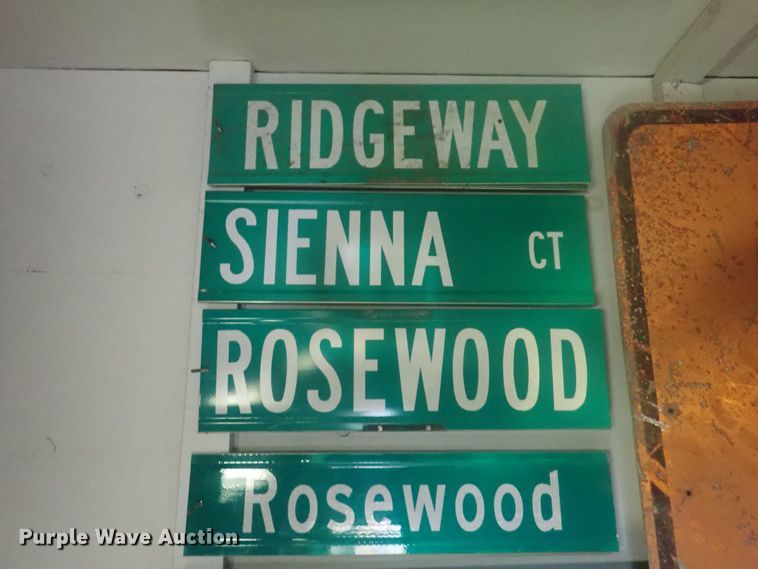 RIDGEWAY
SIENNA CT
ROSEWOOD
Rosewood
Purple Wave Auction